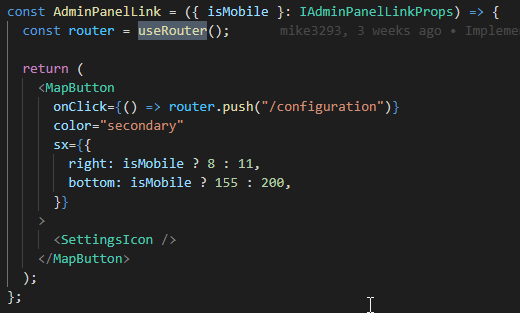 const AdminPanelLink = ({ isMobile }: IAdminPanelLinkProps) => {
  const router = useRouter();       mike3293, 3 weeks ago • Impleme

  return (
    <MapButton
      onClick={() => router.push("/configuration")}
      color="secondary"
      sx={{
        right: isMobile ? 8 : 11,
        bottom: isMobile ? 155 : 200,
      }}
    >
      <SettingsIcon />
    </MapButton>
  );
};